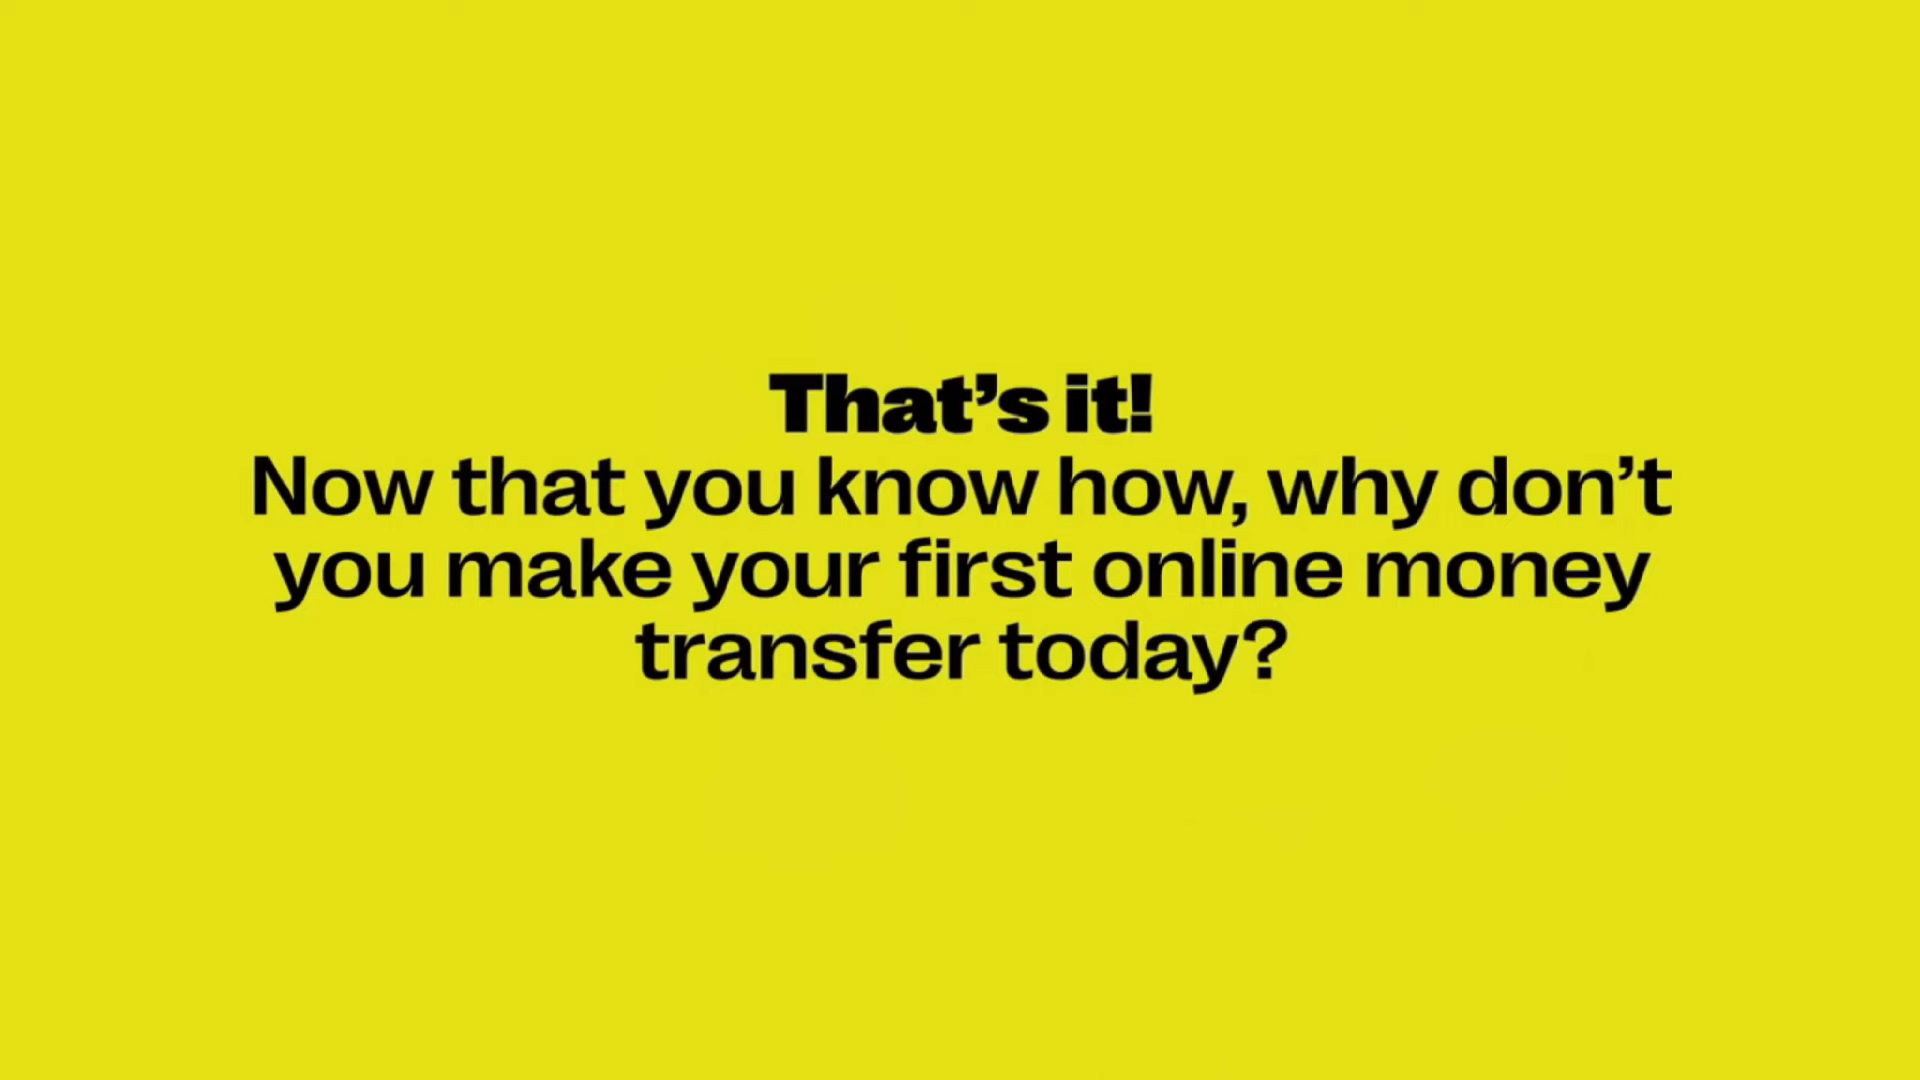 That’s it!
Now that you know how, why don’t
you make your first online money
transfer today?